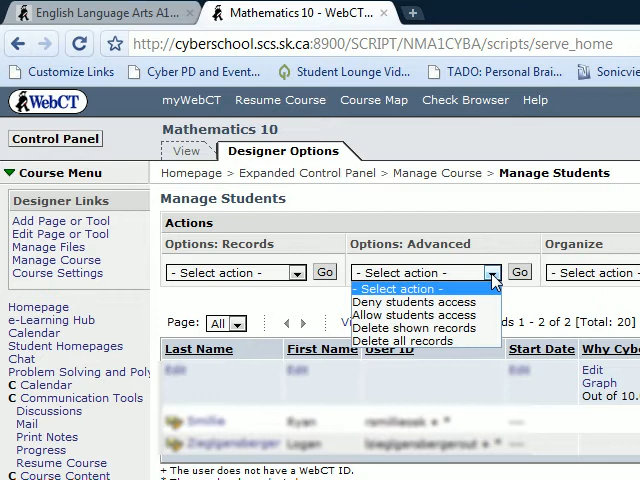 English Language Arts A1...
Mathematics 10 - WebCT...
http://cyberschool.scs.sk.ca:8900/SCRIPT/NMA1CYBA/scripts/serve_home
Customize Links
Cyber PD and Event...
Student Lounge Vid...
TADO: Personal Brai...
Sonicvie
WebCT
myWebCT
Resume Course
Course Map
Check Browser
Help
Control Panel
Mathematics 10
View
Designer Options
Course Menu
Homepage > Expanded Control Panel > Manage Course > Manage Students
Designer Links
Add Page or Tool
Edit Page or Tool
Manage Files
Manage Course
Course Settings
Homepage
e-Learning Hub
Calendar
Student Homepages
Chat
Problem Solving and Poly
C Calendar
C Communication Tools
Discussions
Mail
Print Notes
Progress
Resume Course
C Course Content
Manage Students
Actions
Options: Records
Options: Advanced
Organize
- Select action -
Go
- Select action -
Go
- Select action
- Select action -
Deny students access
Allow students access
Delete shown records
Delete all records
Page:
All
ds 1 - 2 of 2 [Total: 20]
Last Name
First Name
User ID
Start Date
Why Cybe
Edit
Edit
Edit
Edit
Graph
Out of 10.
Ryan
Logan
+ The user does not have a WebCT ID.